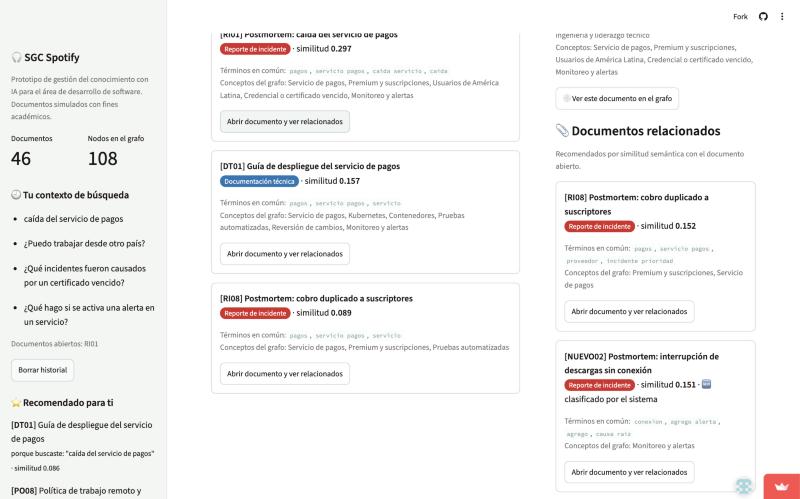 Fork
SGC Spotify
Prototipo de gestión del conocimiento con
IA para el área de desarrollo de software.
Documentos simulados con fines
académicos.
Documentos
Nodos en el grafo
46
108
Tu contexto de búsqueda
• caída del servicio de pagos
• ¿Puedo trabajar desde otro país?
• ¿Qué incidentes fueron causados
por un certificado vencido?
• ¿Qué hago si se activa una alerta en
un servicio?
Documentos abiertos: RI01
Borrar historial
Recomendado para ti
[DT01] Guía de despliegue del servicio
de pagos
porque buscaste: "caída del servicio de pagos"
· similitud 0.086
[PO08] Política de trabajo remoto y
[RI01] Postmortem: caída del servicio de pagos
Reporte de incidente · similitud 0.297
Términos en común: pagos, servicio pagos, caída servicio, caída
Conceptos del grafo: Servicio de pagos, Premium y suscripciones, Usuarios de América
Latina, Credencial o certificado vencido, Monitoreo y alertas
Abrir documento y ver relacionados
[DT01] Guía de despliegue del servicio de pagos
Documentación técnica · similitud 0.157
Términos en común: pagos, servicio pagos, servicio
Conceptos del grafo: Servicio de pagos, Kubernetes, Contenedores, Pruebas
automatizadas, Reversión de cambios, Monitoreo y alertas
Abrir documento y ver relacionados
[RI08] Postmortem: cobro duplicado a suscriptores
Reporte de incidente · similitud 0.089
Términos en común: pagos, servicio pagos, servicio
Conceptos del grafo: Servicio de pagos, Premium y suscripciones, Pruebas automatizadas
Abrir documento y ver relacionados
ingeniería y liderazgo técnico
Conceptos: Servicio de pagos, Premium y suscripciones,
Usuarios de América Latina, Credencial o certificado vencido,
Monitoreo y alertas
Ver este documento en el grafo
Documentos relacionados
Recomendados por similitud semántica con el documento
abierto.
[RI08] Postmortem: cobro duplicado a
suscriptores
Reporte de incidente · similitud 0.152
Términos en común: pagos, servicio pagos,
proveedor, incidente prioridad
Conceptos del grafo: Premium y suscripciones, Servicio
de pagos
Abrir documento y ver relacionados
[NUEVO02] Postmortem: interrupción de
descargas sin conexión
Reporte de incidente · similitud 0.151 · 🆕
clasificado por el sistema
Términos en común: conexion, agrego alerta,
agrego, causa raiz
Conceptos del grafo: Monitoreo y alertas
Abrir documento y ver relacionados